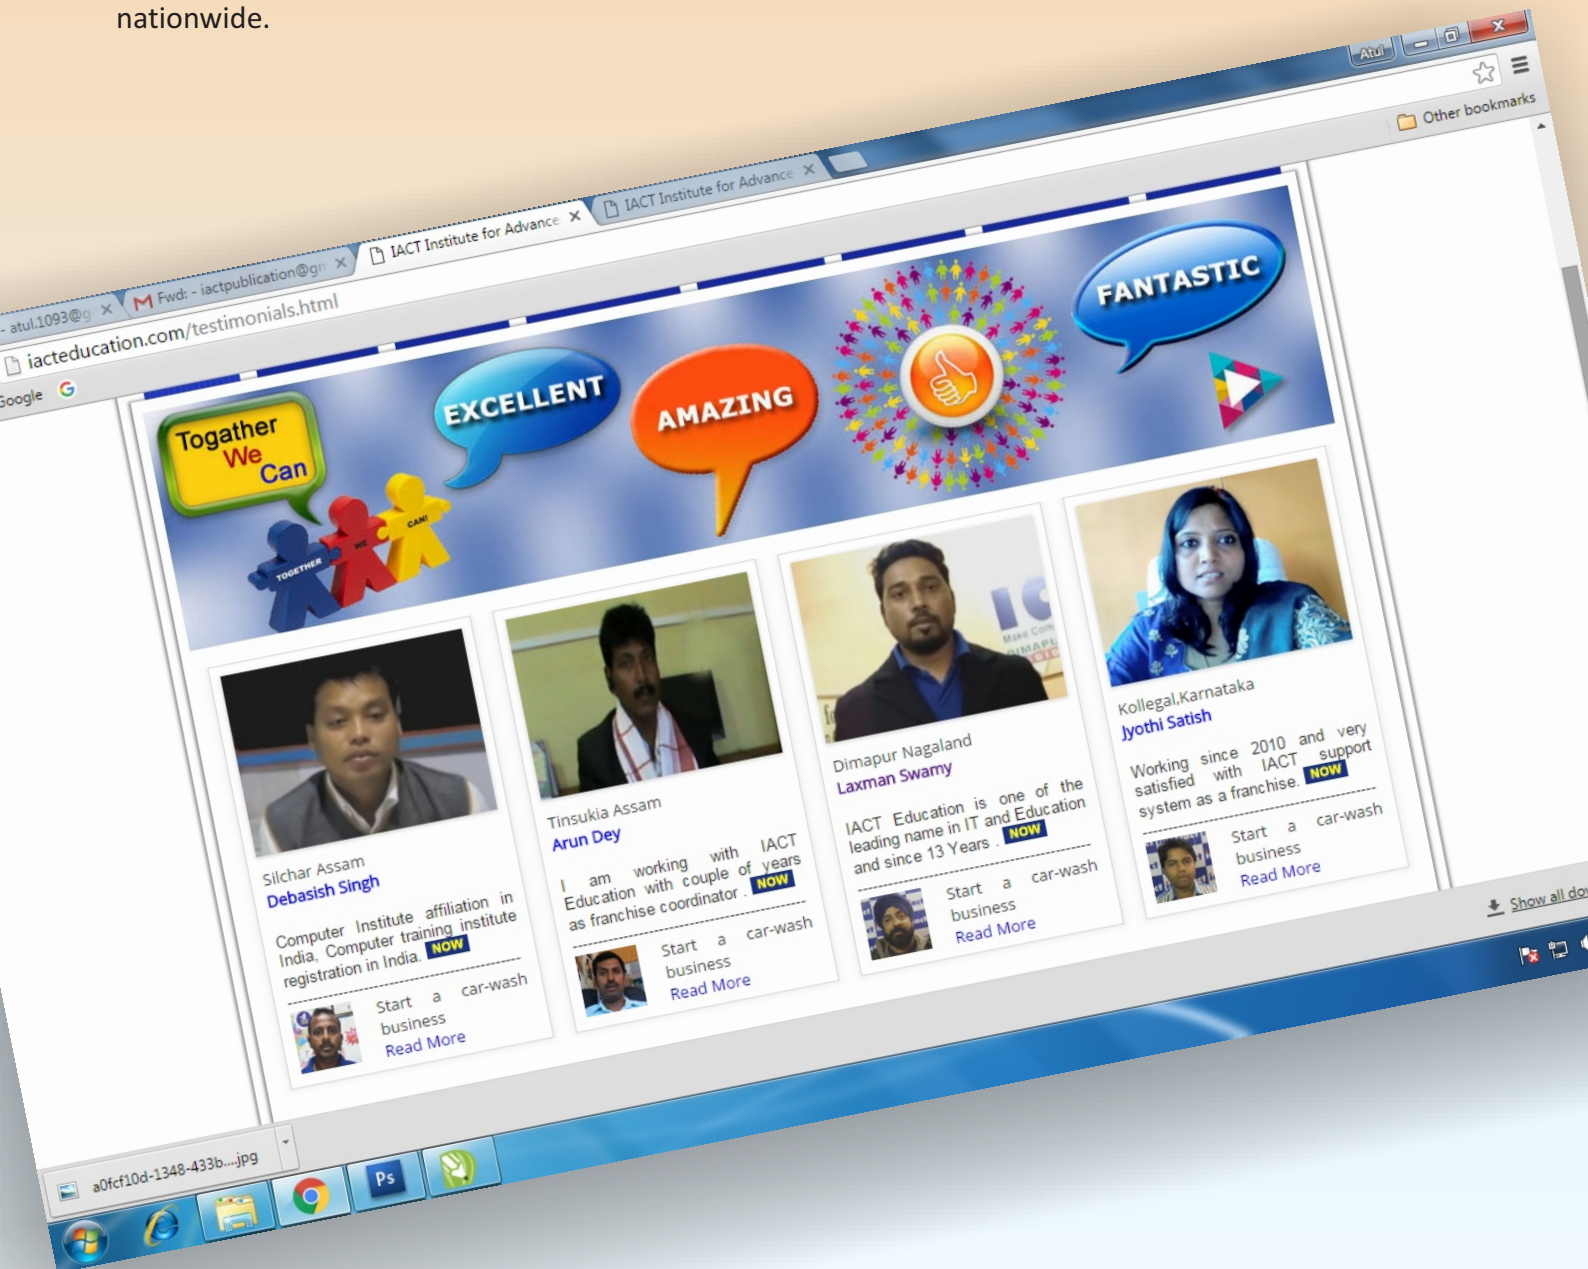 nationwide.
Atul
Other bookmarks
- atul.1093@g
Fwd: - iactpublication@gm
IACT Institute for Advance
IACT Institute for Advance
iacteducation.com/testimonials.html
Google
Togather
We
Can
TOGETHER
WE
CAN!
EXCELLENT
AMAZING
FANTASTIC
Silchar Assam
Debasish Singh
Computer Institute affiliation in
India, Computer training institute
registration in India. NOW
Start a car-wash
business
Read More
Tinsukia Assam
Arun Dey
I am working with IACT
Education with couple of years
as franchise coordinator . NOW
Start a car-wash
business
Read More
Make Com
DIMAPU
Dimapur Nagaland
Laxman Swamy
IACT Education is one of the
leading name in IT and Education
and since 13 Years . NOW
Start a car-wash
business
Read More
Kollegal,Karnataka
Jyothi Satish
Working since 2010 and very
satisfied with IACT support
system as a franchise. NOW
Start a car-wash
business
Read More
Show all dow
a0fcf10d-1348-433b....jpg
Ps